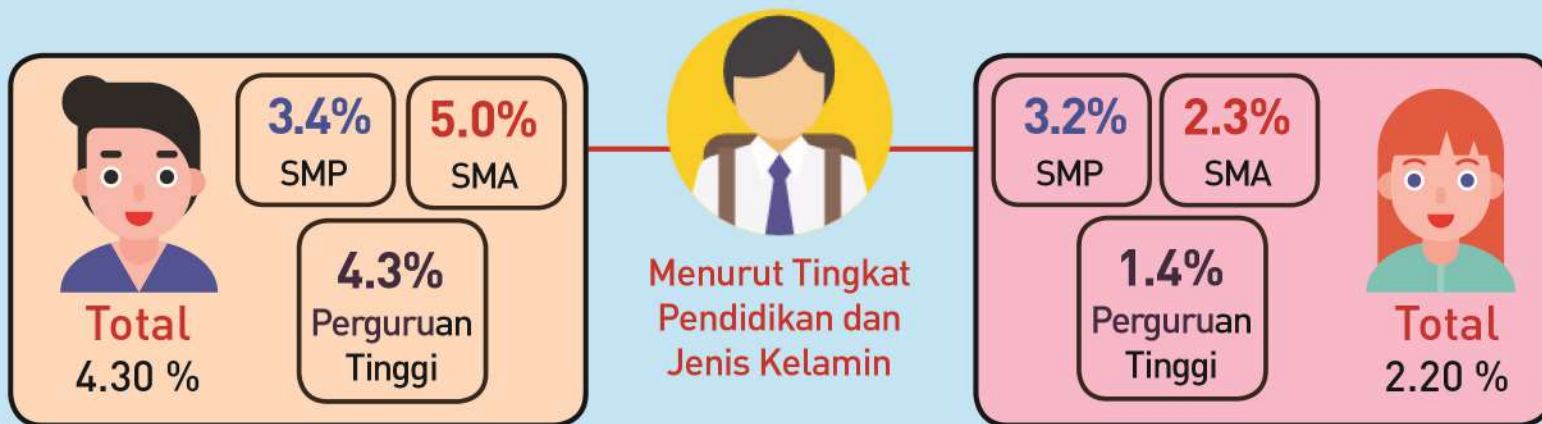 3.4%
SMP
5.0%
SMA
4.3%
Perguruan
Tinggi
Total
4.30 %
Menurut Tingkat
Pendidikan dan
Jenis Kelamin
3.2%
SMP
2.3%
SMA
1.4%
Perguruan
Tinggi
Total
2.20 %